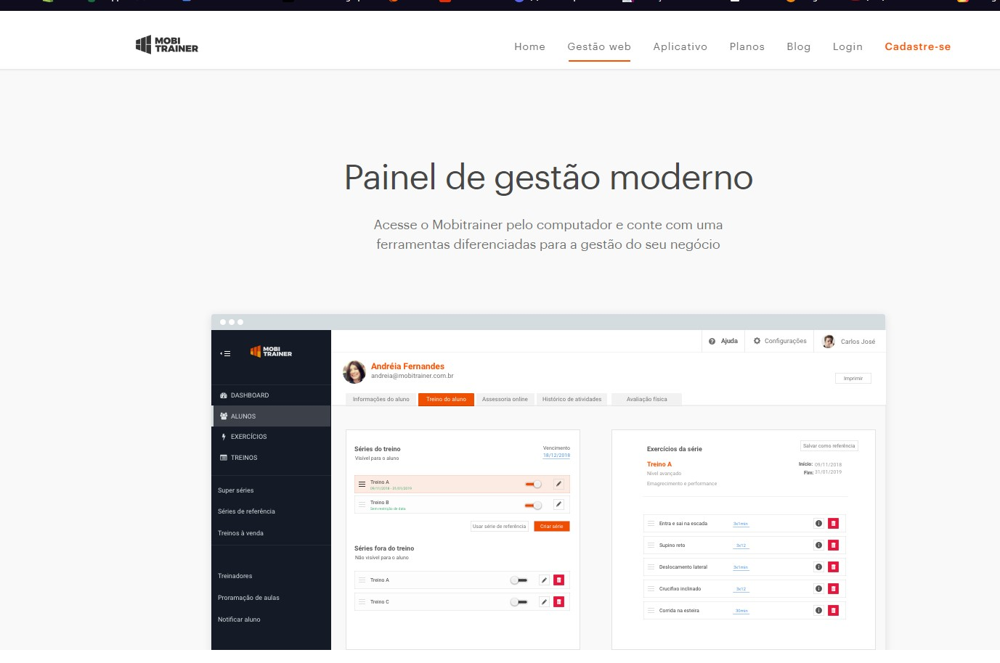 MOBI
TRAINER
Home Gestão web Aplicativo Planos Blog Login Cadastre-se
Painel de gestão moderno
Acesse o Mobitrainer pelo computador e conte com uma
ferramentas diferenciadas para a gestão do seu negócio
Ajuda Configurações Carlos José
MOBI
TRAINER
DASHBOARD
ALUNOS
EXERCÍCIOS
TREINOS
Super séries
Séries de referência
Treinos à venda
Treinadores
Proramação de aulas
Notificar aluno
Andréia Fernandes
andreia@mobitrainer.com.br
Imprimir
Informações do aluno Treino do aluno Assessoria online Histórico de atividades Avaliação física
Séries do treino Vencimento
Visível para o aluno 18/12/2018
Treino A
09/11/2018 - 31/01/2019
Treino B
Sem restrição de data
Usar série de referência Criar série
Séries fora do treino
Não visível para o aluno
Treino A
Treino C
Salvar como referência
Exercícios da série
Treino A Início: 09/11/2018
Nível avançado Fim: 31/01/2019
Emagrecimento e performance
Entra e sai na escada 3x1min
Supino reto 3x12
Deslocamento lateral 3x1min
Crucifixo inclinado 3x12
Corrida na esteira 30min